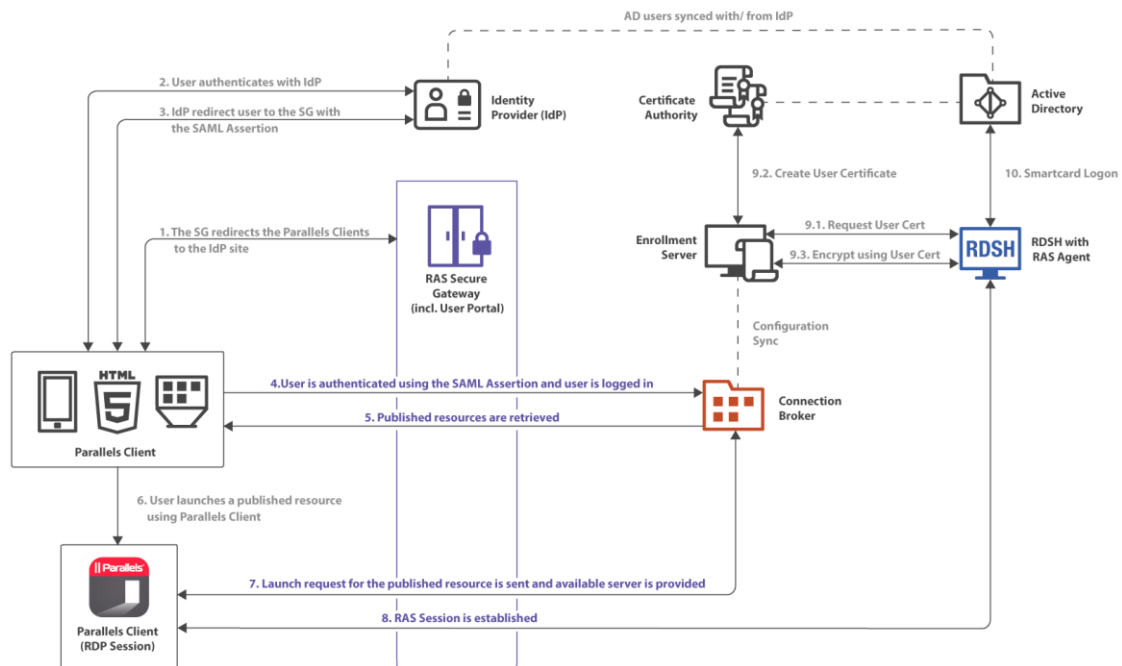 AD users synced with/ from IdP
2. User authenticates with IdP
3. IdP redirect user to the SG with
the SAML Assertion
Identity
Provider (IdP)
Certificate
Authority
Active
Directory
9.2. Create User Certificate
10. Smartcard Logon
1. The SG redirects the Parallels Clients
to the IdP site
RAS Secure
Gateway
(incl. User Portal)
Enrollment
Server
9.1. Request User Cert
9.3. Encrypt using User Cert
RDSH
RDSH with
RAS Agent
Configuration
Sync
HTML
5
Parallels Client
4.User is authenticated using the SAML Assertion and user is logged in
5. Published resources are retrieved
Connection
Broker
6. User launches a published resource
using Parallels Client
|| Parallels®
Parallels Client
(RDP Session)
7. Launch request for the published resource is sent and available server is provided
8. RAS Session is established